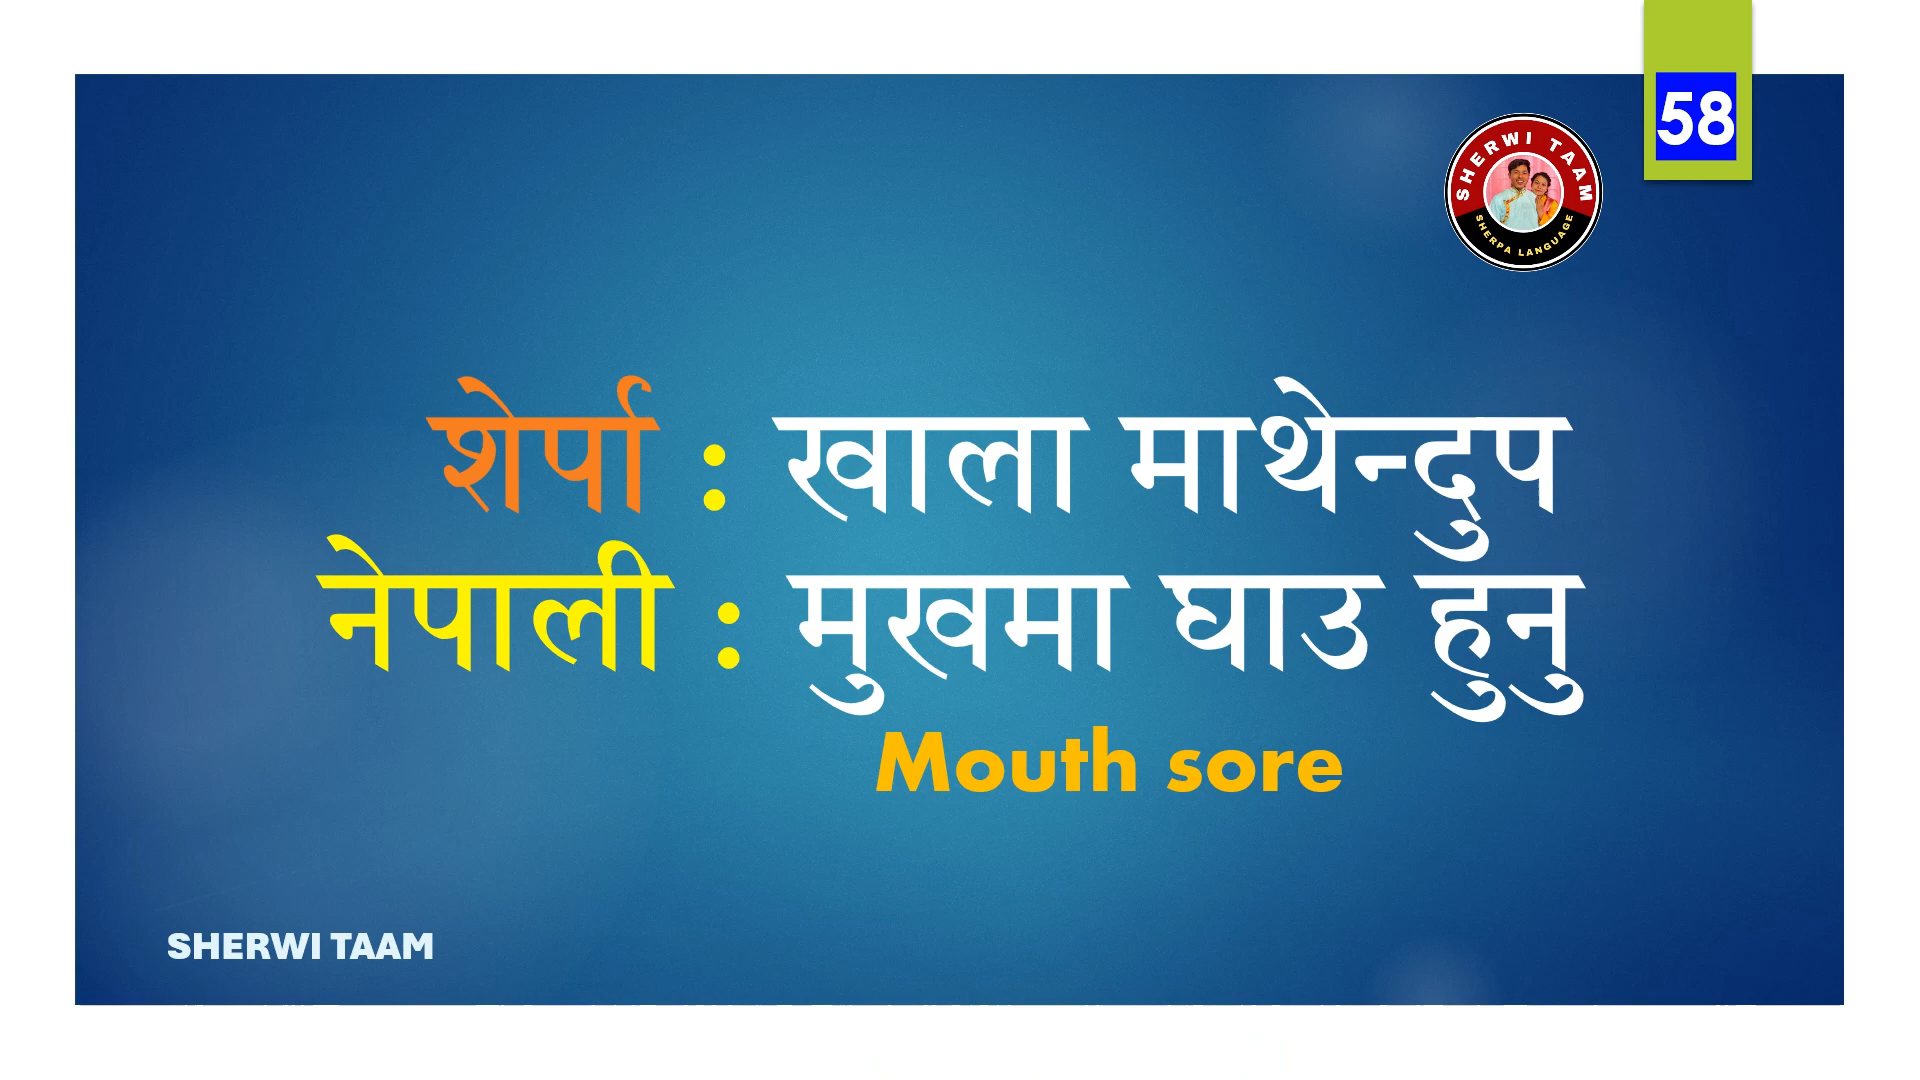 58
SHERWI TAAM
SHERPA LANGUAGE
शेर्पा : खाला माथेन्दुप
नेपाली : मुखमा घाउ हुनु
Mouth sore
SHERWI TAAM